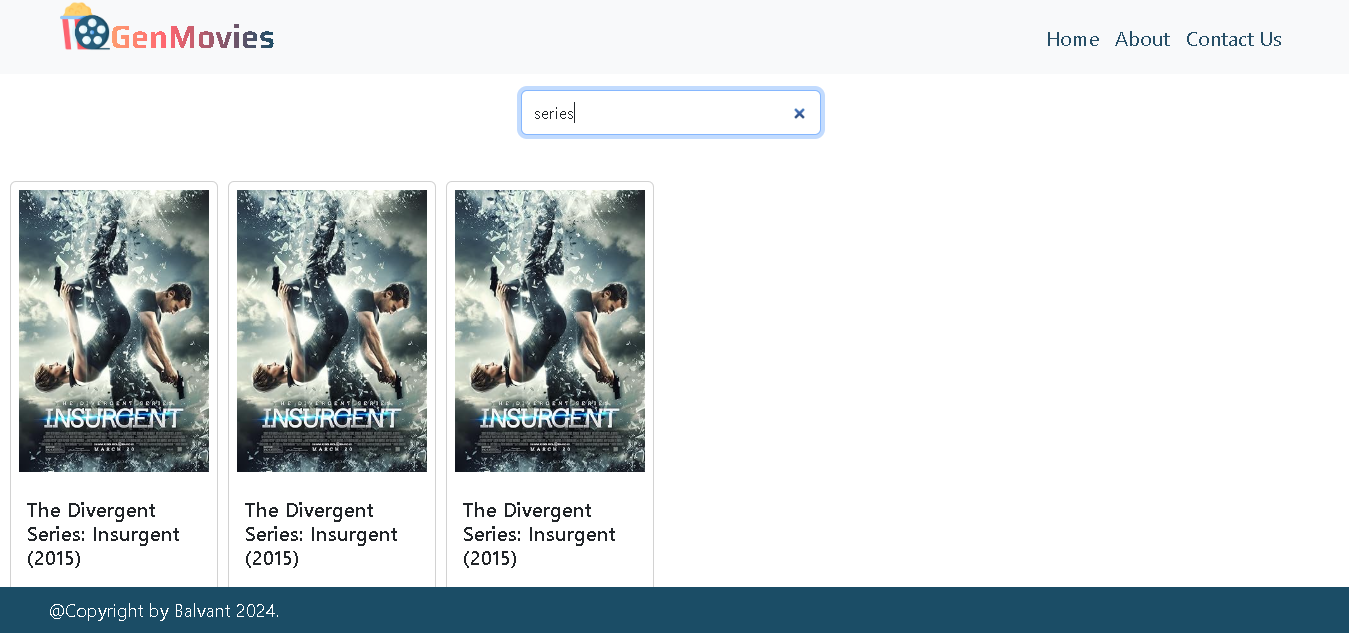 GenMovies
Home About Contact Us
series
THE DIVERGENT SERIES
INSURGENT
MARCH 20
THE DIVERGENT SERIES
INSURGENT
MARCH 20
THE DIVERGENT SERIES
INSURGENT
MARCH 20
The Divergent
Series: Insurgent
(2015)
The Divergent
Series: Insurgent
(2015)
The Divergent
Series: Insurgent
(2015)
@Copyright by Balvant 2024.